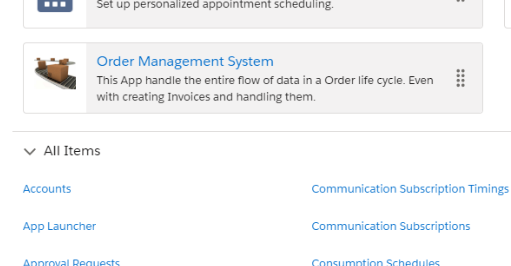 Set up personalized appointment scheduling.
Order Management System
This App handle the entire flow of data in a Order life cycle. Even
with creating Invoices and handling them.
All Items
Accounts
Communication Subscription Timings
App Launcher
Communication Subscriptions
Approval Requests
Consumption Schedules